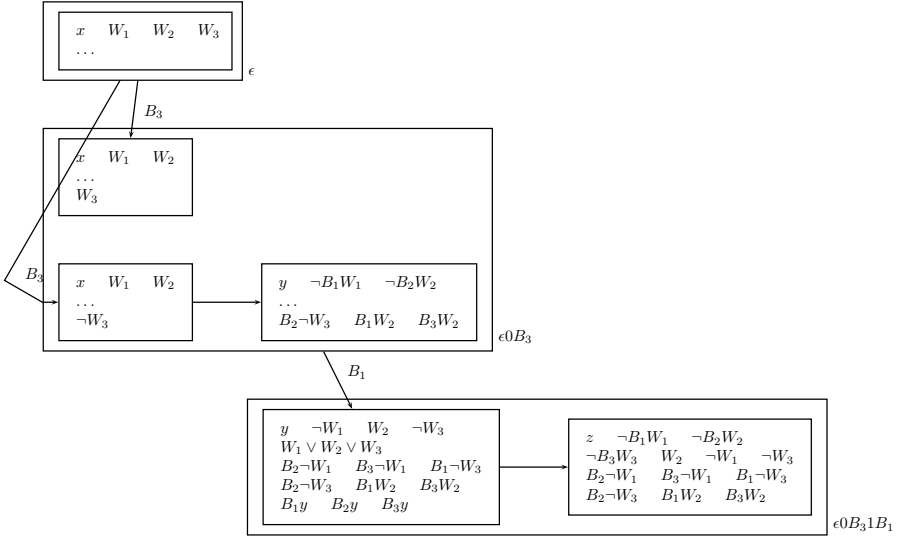 x W₁ W₂ W₃
…
ϵ
B₃
x W₁ W₂
…
W₃
B₃
x W₁ W₂
…
¬W₃
y ¬B₁W₁ ¬B₂W₂
…
B₂¬W₃ B₁W₂ B₃W₂
ϵ0B₃
B₁
y ¬W₁ W₂ ¬W₃
W₁ ∨ W₂ ∨ W₃
B₂¬W₁ B₃¬W₁ B₁¬W₃
B₂¬W₃ B₁W₂ B₃W₂
B₁y B₂y B₃y
z ¬B₁W₁ ¬B₂W₂
¬B₃W₃ W₂ ¬W₁ ¬W₃
B₂¬W₁ B₃¬W₁ B₁¬W₃
B₂¬W₃ B₁W₂ B₃W₂
ϵ0B₃1B₁